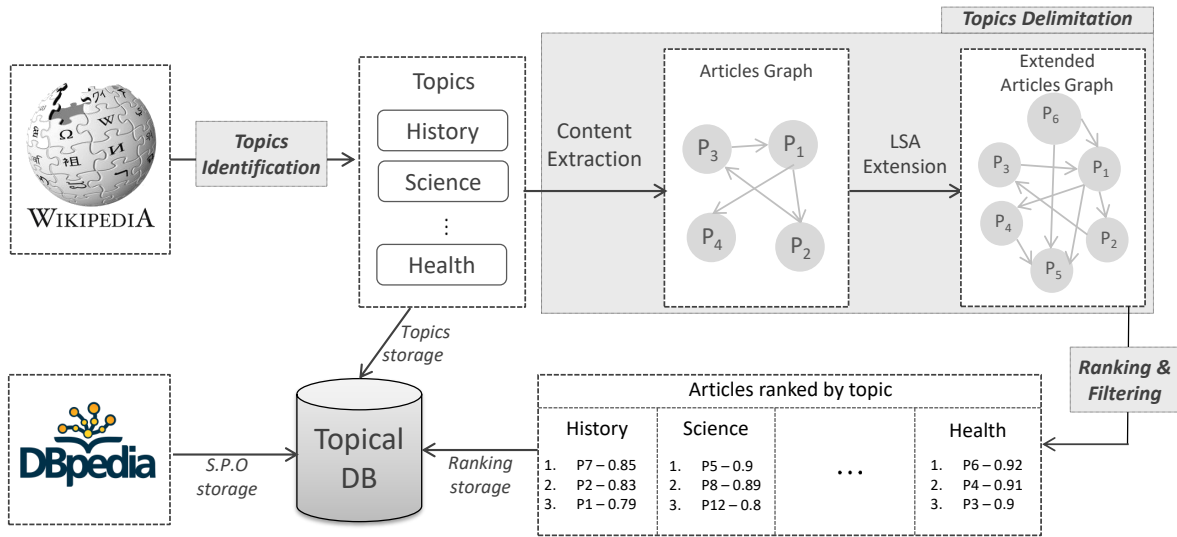 Topics Delimitation
WIKIPEDIA
Topics
Identification
Topics
History
Science
⋮
Health
Content
Extraction
Articles Graph
P3
P1
P4
P2
LSA
Extension
Extended
Articles Graph
P6
P3
P1
P4
P2
P5
Topics
storage
Ranking &
Filtering
DBpedia
S.P.O
storage
Topical
DB
Ranking
storage
Articles ranked by topic
History
1. P7 – 0.85
2. P2 – 0.83
3. P1 – 0.79
Science
1. P5 – 0.9
2. P8 – 0.89
3. P12 – 0.8
...
Health
1. P6 – 0.92
2. P4 – 0.91
3. P3 – 0.9